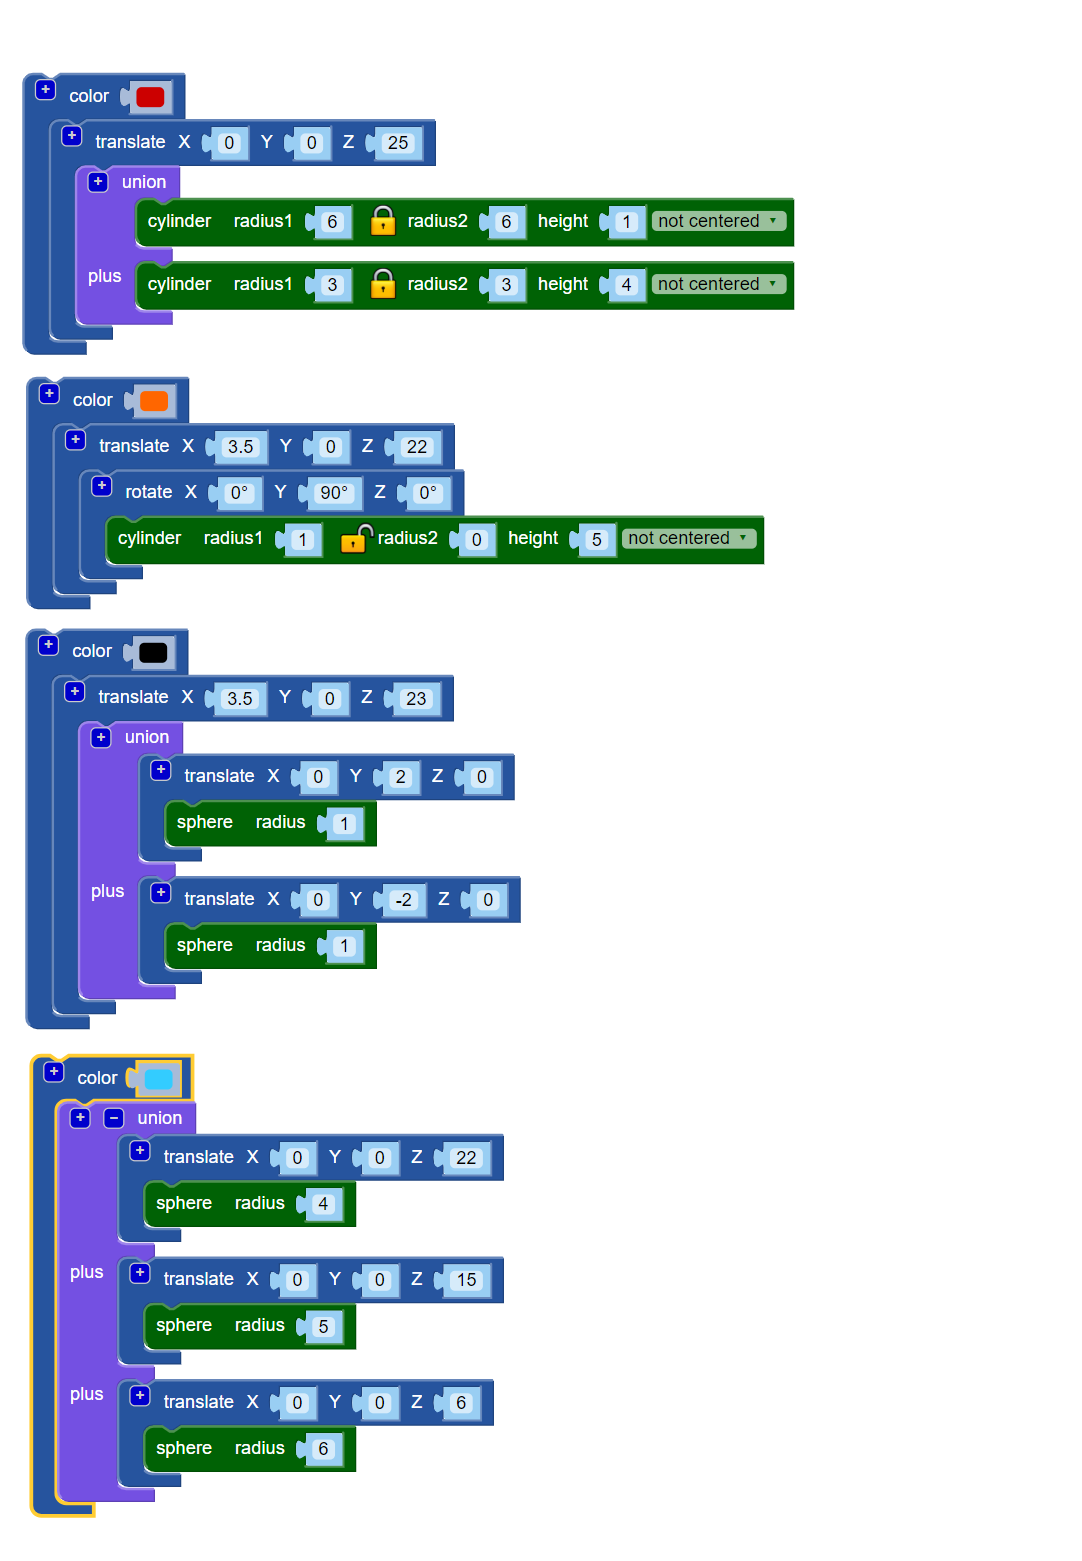 color
translate X 0 Y 0 Z 25
union
cylinder radius1 6 radius2 6 height 1 not centered
plus cylinder radius1 3 radius2 3 height 4 not centered
color
translate X 3.5 Y 0 Z 22
rotate X 0° Y 90° Z 0°
cylinder radius1 1 radius2 0 height 5 not centered
color
translate X 3.5 Y 0 Z 23
union
translate X 0 Y 2 Z 0
sphere radius 1
plus translate X 0 Y -2 Z 0
sphere radius 1
color
union
translate X 0 Y 0 Z 22
sphere radius 4
plus translate X 0 Y 0 Z 15
sphere radius 5
plus translate X 0 Y 0 Z 6
sphere radius 6